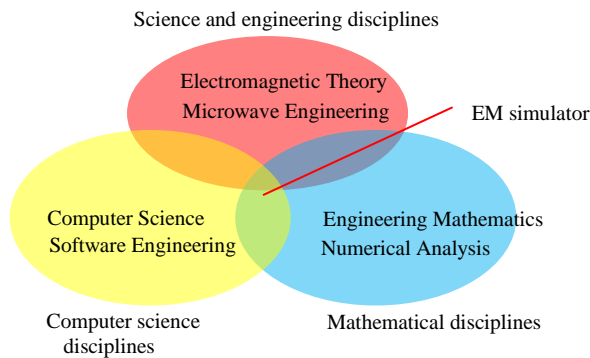 Science and engineering disciplines
Electromagnetic Theory
Microwave Engineering
EM simulator
Computer Science
Software Engineering
Engineering Mathematics
Numerical Analysis
Computer science
disciplines
Mathematical disciplines